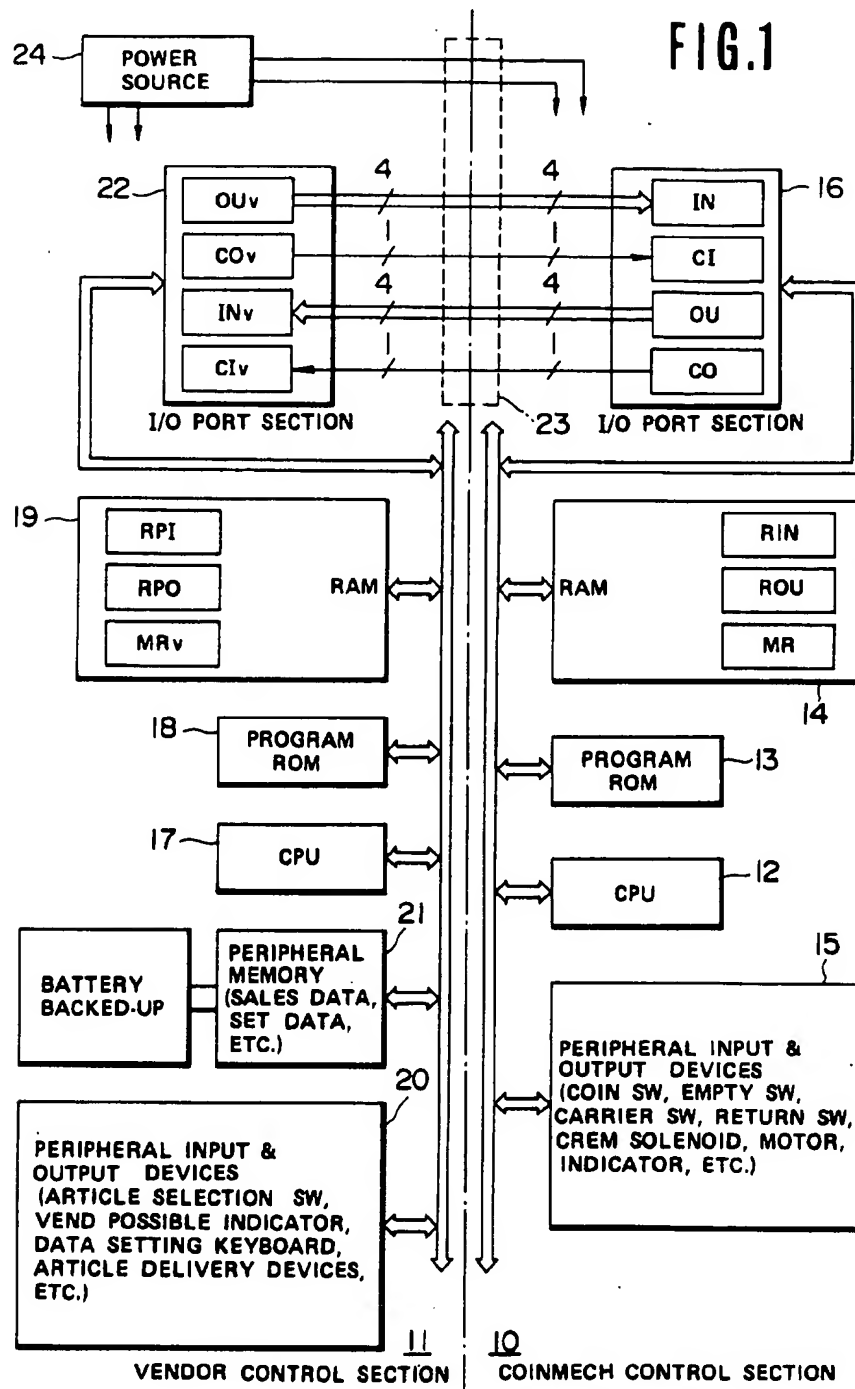 FIG.1
24
POWER
SOURCE
22
4
4
16
OUv
IN
COv
CI
4
4
INv
OU
CIv
CO
I/O PORT SECTION
23
I/O PORT SECTION
19
RPI
RIN
RPO
RAM
RAM
ROU
MRv
MR
14
18
PROGRAM
ROM
13
PROGRAM
ROM
17
CPU
12
CPU
21
BATTERY
BACKED-UP
PERIPHERAL
MEMORY
(SALES DATA,
SET DATA,
ETC.)
15
PERIPHERAL INPUT &
OUTPUT DEVICES
(COIN SW, EMPTY SW,
CARRIER SW, RETURN SW,
CREM SOLENOID, MOTOR,
INDICATOR, ETC.)
20
PERIPHERAL INPUT &
OUTPUT DEVICES
(ARTICLE SELECTION SW,
VEND POSSIBLE INDICATOR,
DATA SETTING KEYBOARD,
ARTICLE DELIVERY DEVICES,
ETC.)
11
10
VENDOR CONTROL SECTION
COINMECH CONTROL SECTION